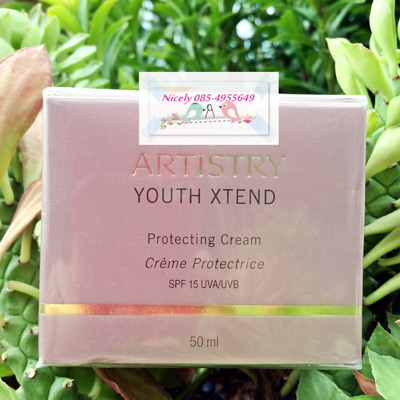 Nicely 085-4955649
ARTISTRY
YOUTH XTEND
Protecting Cream
Crème Protectrice
SPF 15 UVA/UVB
50 ml